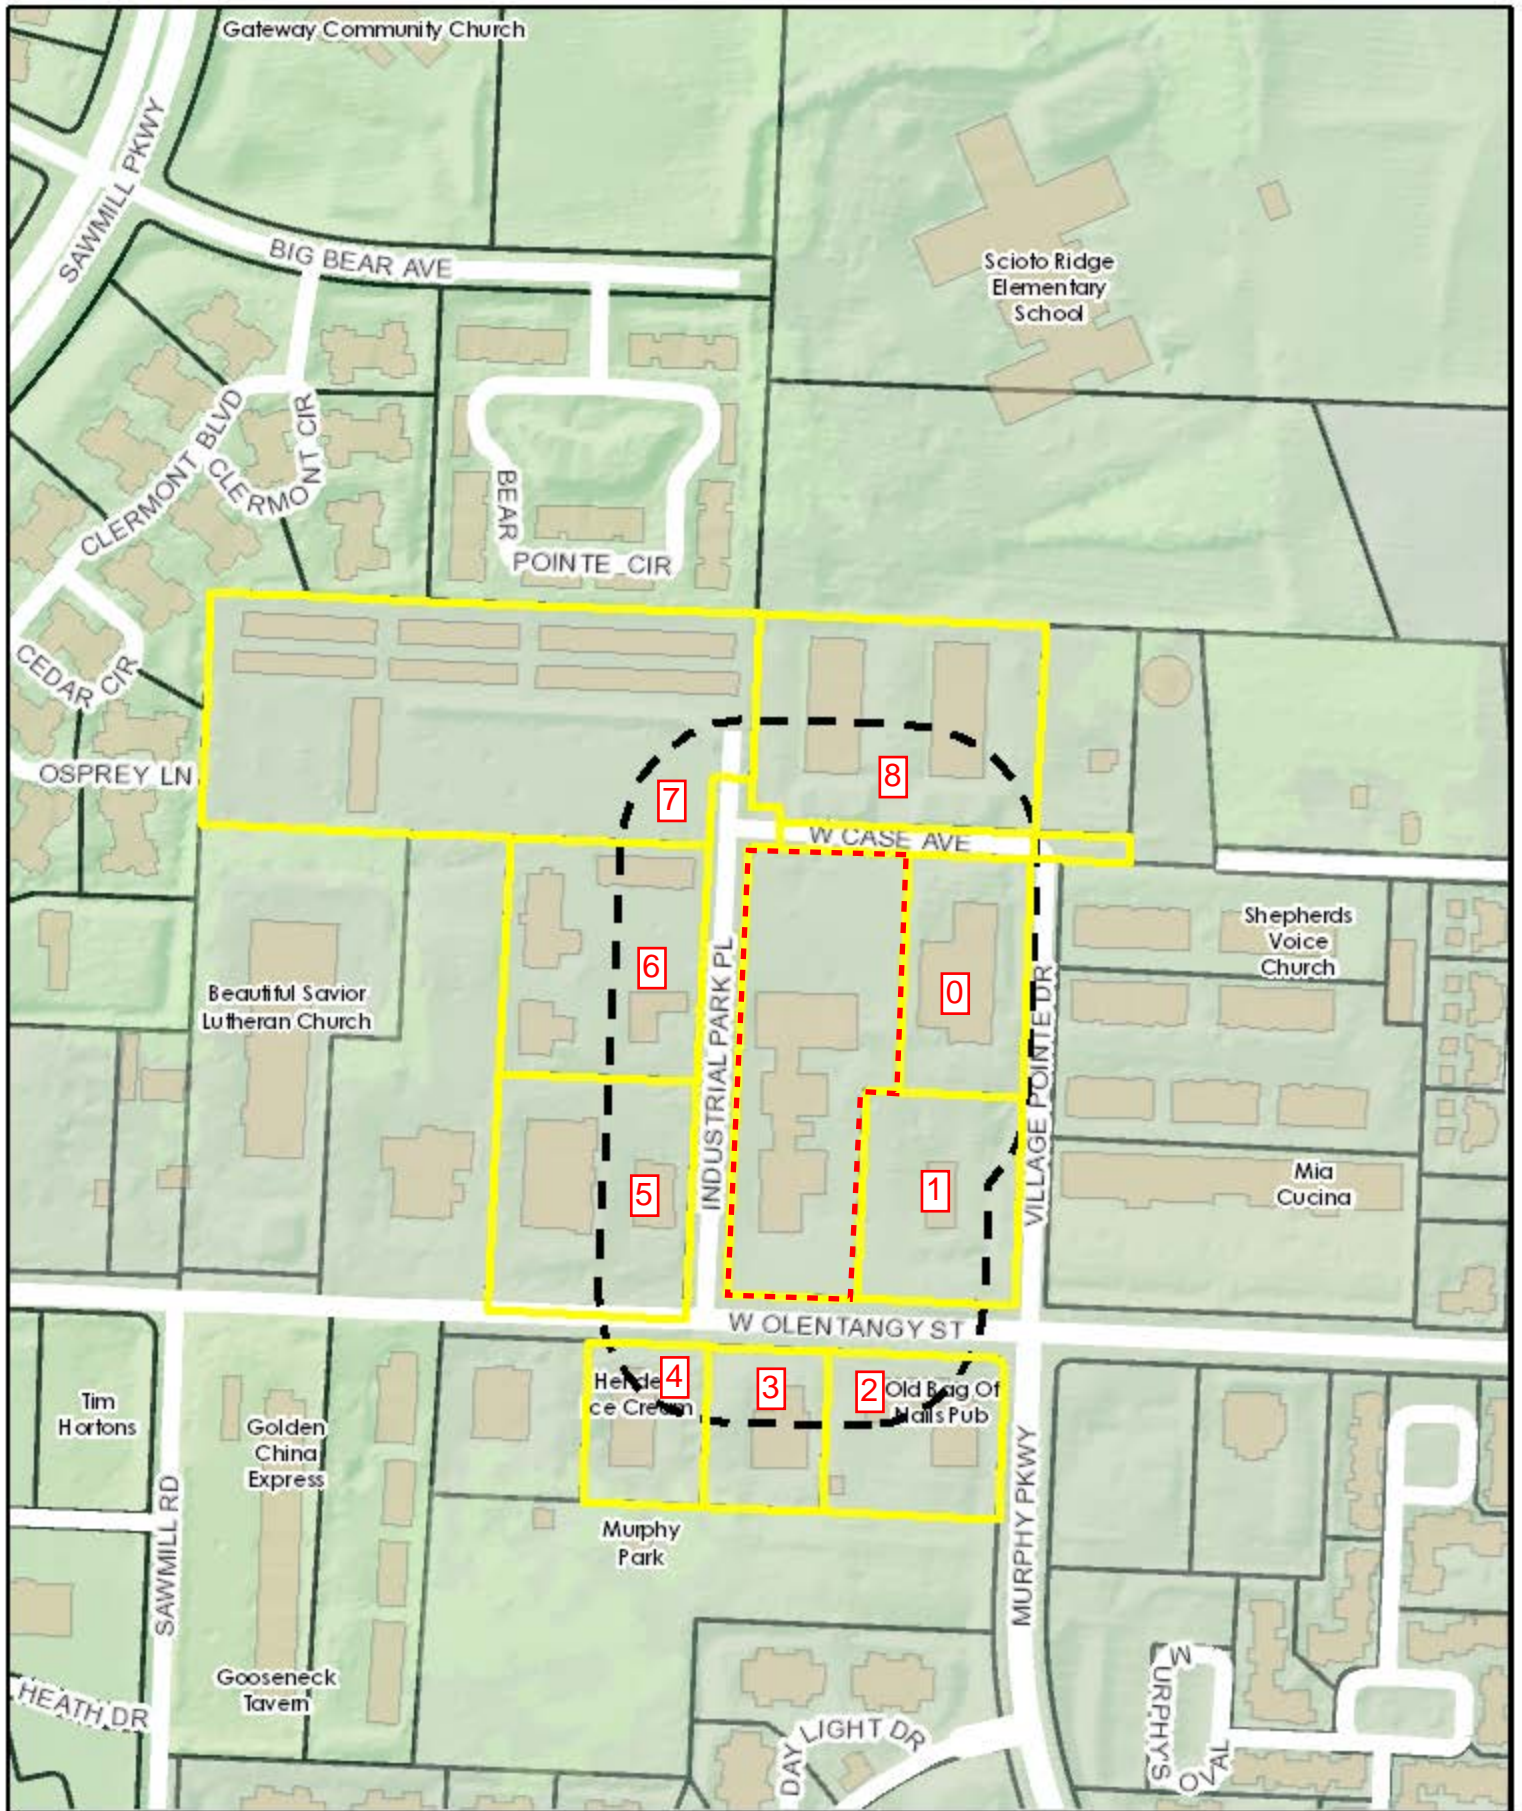 Gateway Community Church
SAWMILL PKWY
BIG BEAR AVE
Scioto Ridge
Elementary
School
CLERMONT BLVD
CLERMONT CIR
BEAR
POINTE CIR
CEDAR CIR
OSPREY LN
7
8
W CASE AVE
Shepherds
Voice
Church
6
0
Beautiful Savior
Lutheran Church
INDUSTRIAL PARK PL
VILLAGE POINTE DR
5
1
Mia
Cucina
W OLENTANGY ST
4
3
2
ce Cream
Old Bag Of
Nails Pub
Tim
Hortons
Golden
China
Express
SAWMILL RD
MURPHY PKWY
Murphy
Park
Gooseneck
Tavern
HEATH DR
DAY LIGHT DR
MURPHY'S
OVAL